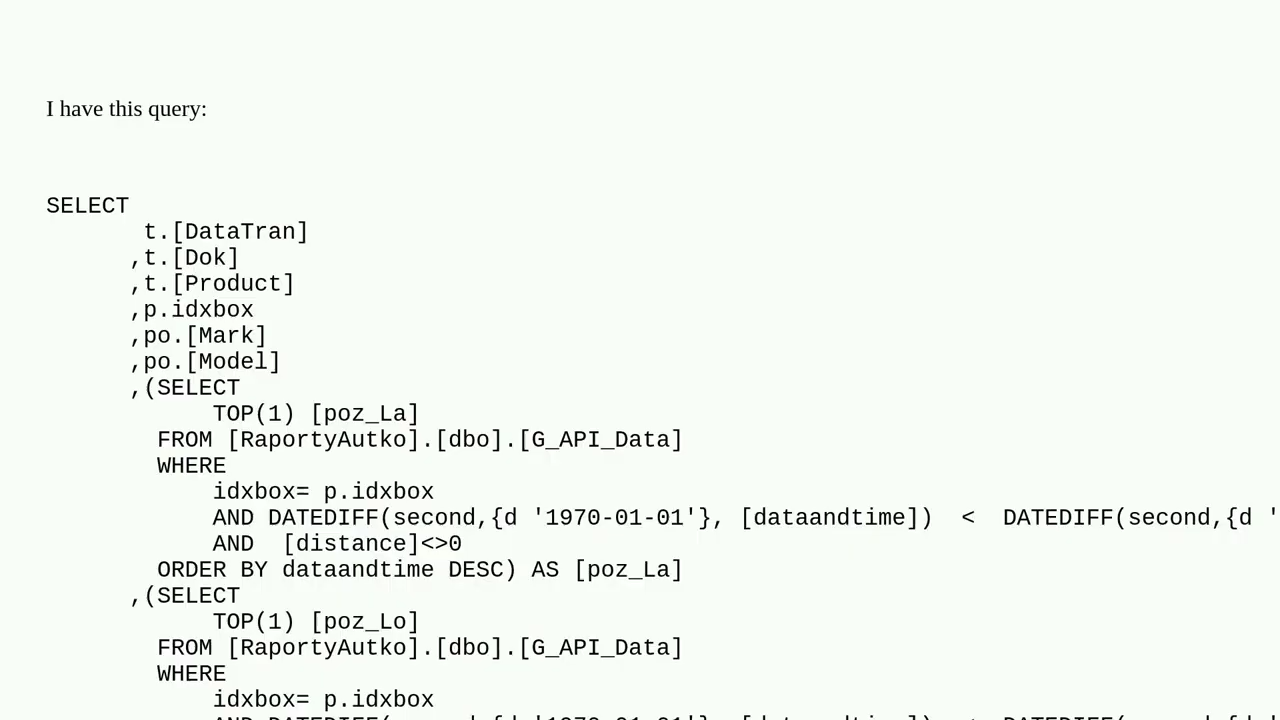 I have this query:
SELECT
t.[DataTran]
,t.[Dok]
,t.[Product]
,p.idxbox
,po.[Mark]
,po.[Model]
,(SELECT
TOP(1) [poz_La]
FROM [RaportyAutko].[dbo].[G_API_Data]
WHERE
idxbox= p.idxbox
AND DATEDIFF(second,{d '1970-01-01'}, [dataandtime])  <  DATEDIFF(second,{d '
AND  [distance]<>0
ORDER BY dataandtime DESC) AS [poz_La]
,(SELECT
TOP(1) [poz_Lo]
FROM [RaportyAutko].[dbo].[G_API_Data]
WHERE
idxbox= p.idxbox